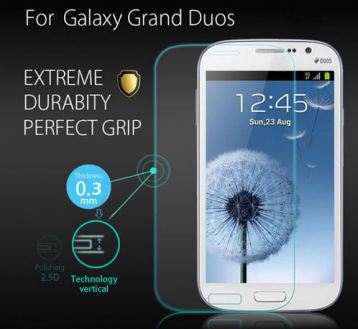 For Galaxy Grand Duos
EXTREME
DURABITY
PERFECT GRIP
DUOS
12:45
Sun,23 Aug
Thickness
0.3
mm
Polishing
2.5D
Technology
vertical